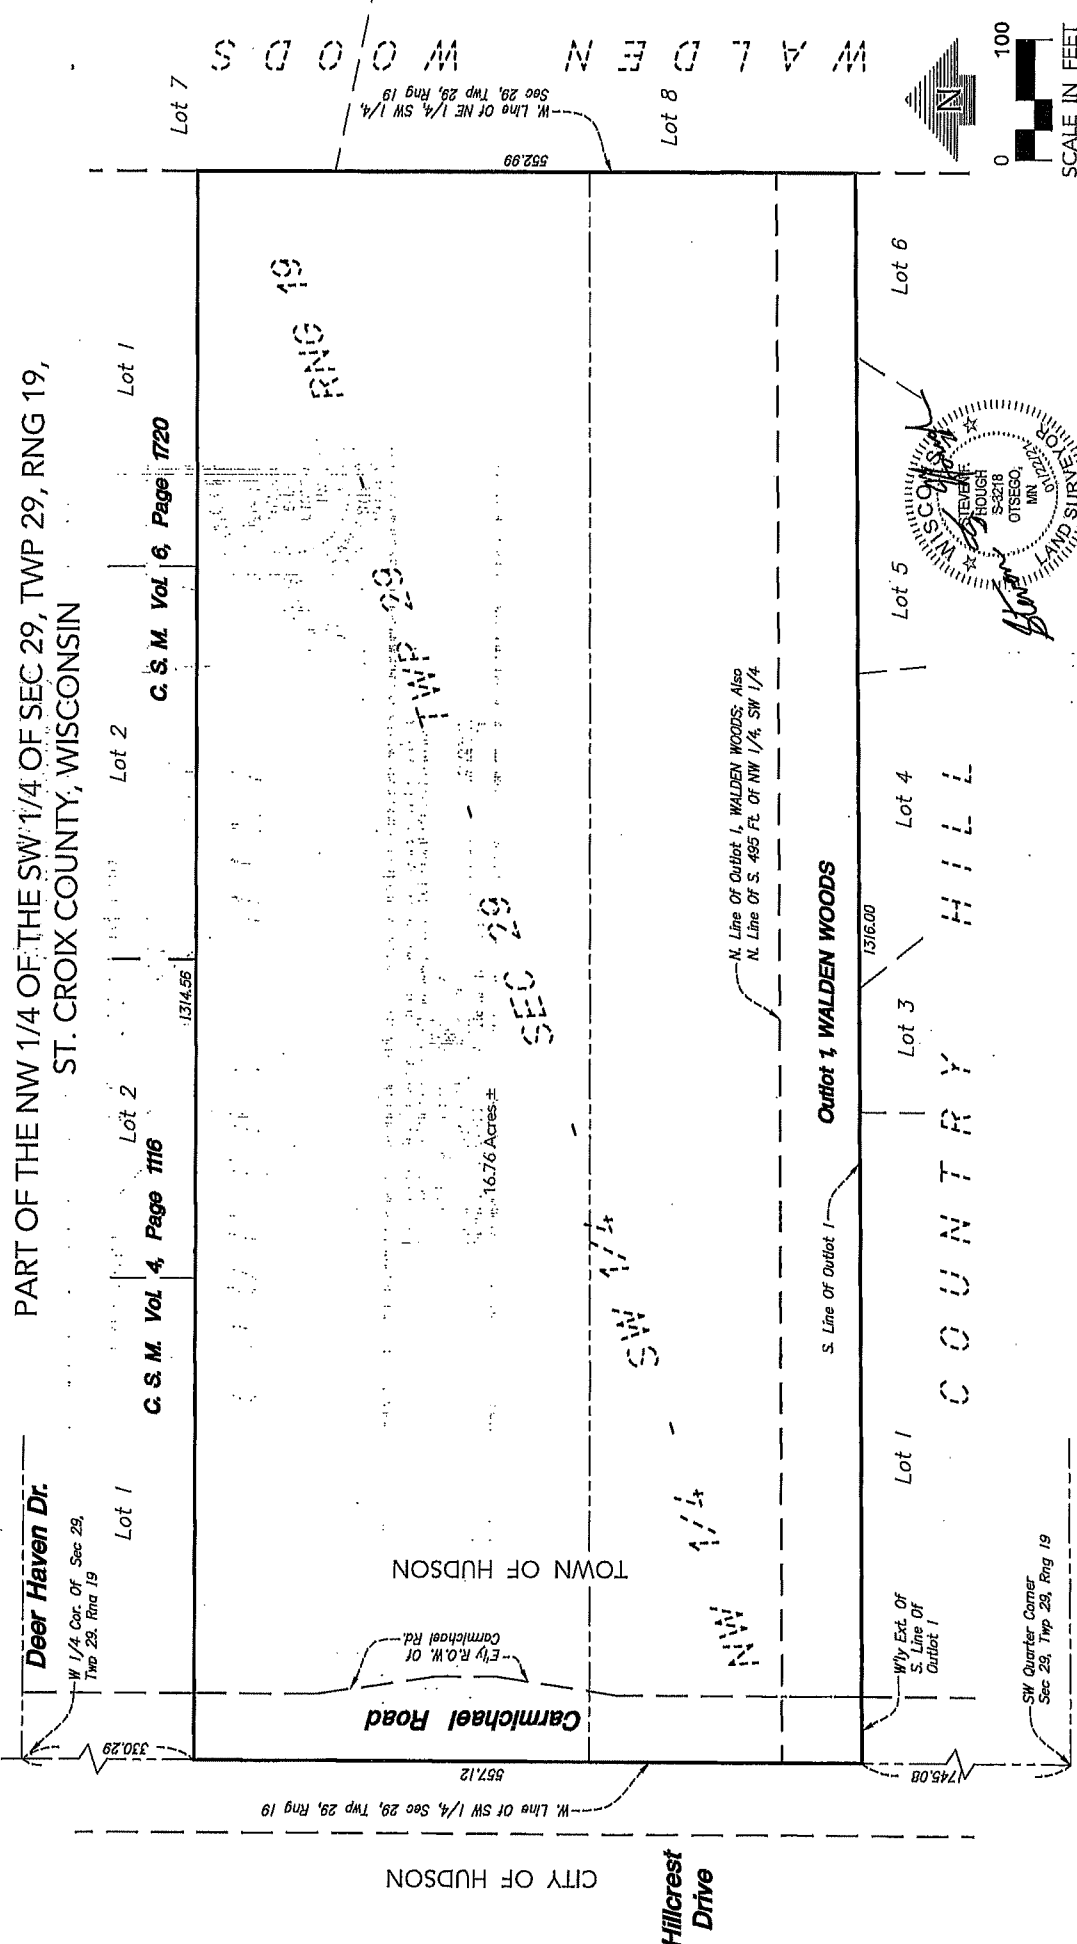 PART OF THE NW 1/4 OF THE SW 1/4 OF SEC 29, TWP 29, RNG 19,
ST. CROIX COUNTY, WISCONSIN
Deer Haven Dr.
W 1/4 Cor. Of Sec 29,
Twp 29, Rng 19
330.29
Lot 1
C. S. M. Vol. 4, Page 1116
Lot 2
1314.56
Lot 2
C. S. M. Vol. 6, Page 1720
Lot 1
Lot 7
WALDEN WOODS
W. Line Of NE 1/4, SW 1/4,
Sec 29, Twp 29, Rng 19
552.99
Lot 8
CITY OF HUDSON
Hillcrest
Drive
W. Line Of SW 1/4, Sec 29, Twp 29, Rng 19
557.12
Carmichael Road
E'ly R.O.W. Of
Carmichael Rd.
TOWN OF HUDSON
NW 1/4 - SW 1/4 - SEC 29 - TWP 29 - RNG 19
16.76 Acres ±
N. Line Of Outlot 1, WALDEN WOODS; Also
N. Line Of S. 495 Ft. Of NW 1/4, SW 1/4
Outlot 1, WALDEN WOODS
S. Line Of Outlot 1
1316.00
W'ly Ext. Of
S. Line Of
Outlot 1
1745.08
SW Quarter Corner
Sec 29, Twp 29, Rng 19
Lot 1
Lot 3
Lot 4
Lot 5
Lot 6
COUNTRY HILL
WISCONSIN
STEVEN F.
HOUGH
S-3218
OTSEGO,
MN
01/22/21
LAND SURVEYOR
N
0 100
SCALE IN FEET